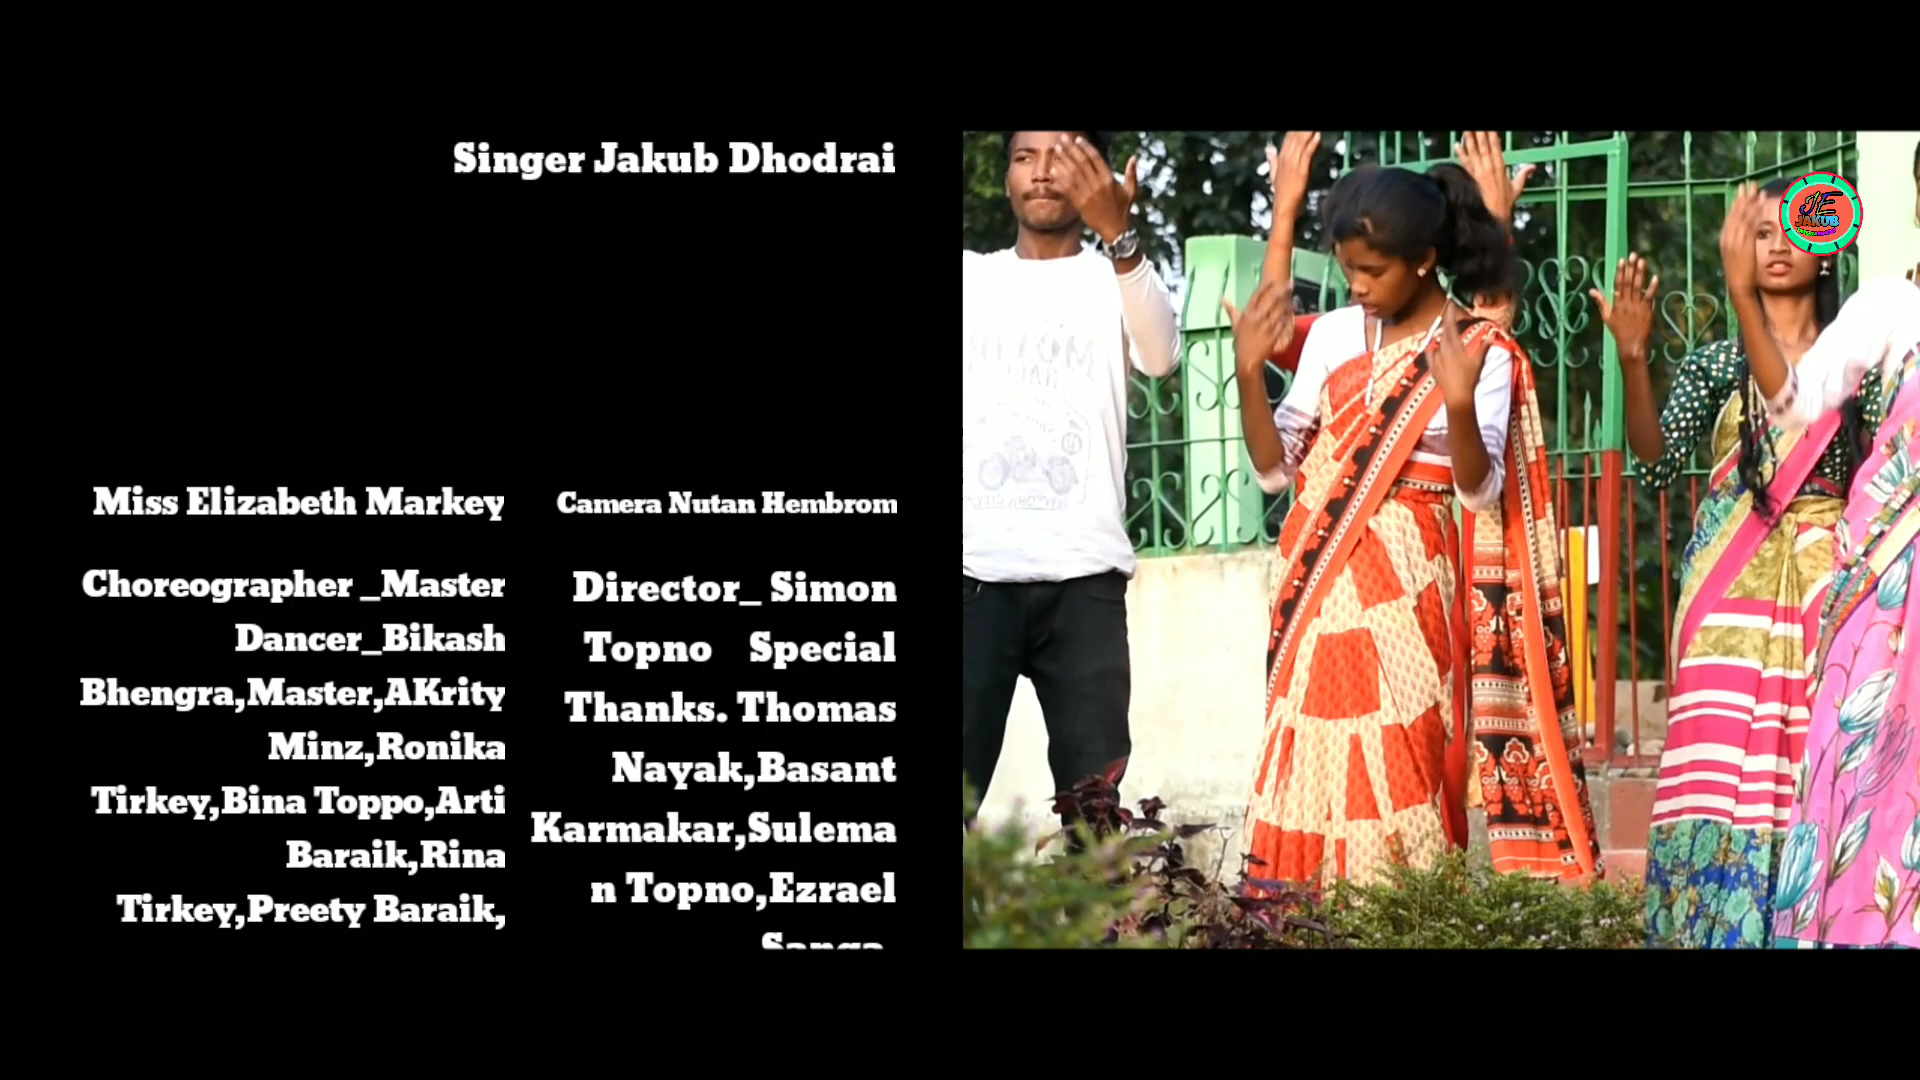 Singer Jakub Dhodrai
Miss Elizabeth Markey
Choreographer _Master
Dancer_Bikash
Bhengra,Master,AKrity
Minz,Ronika
Tirkey,Bina Toppo,Arti
Baraik,Rina
Tirkey,Preety Baraik,
Camera Nutan Hembrom
Director_ Simon
Topno Special
Thanks. Thomas
Nayak,Basant
Karmakar,Sulema
n Topno,Ezrael
JE
JAKUB